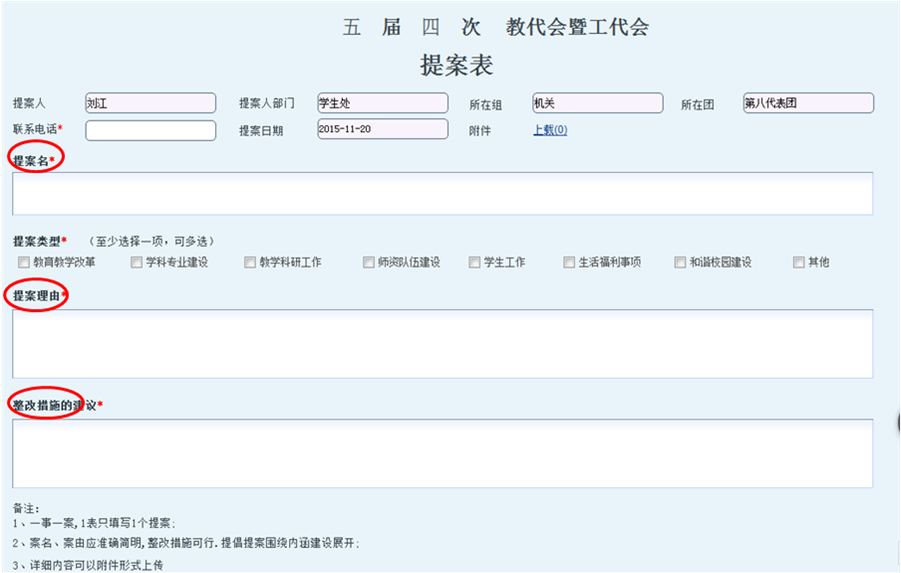 五 届 四 次 教代会暨工代会
提案表
提案人 刘江 提案人部门 学生处 所在组 机关 所在团 第八代表团
联系电话* 提案日期 2015-11-20 附件 上载(0)
提案名*
提案类型* （至少选择一项，可多选）
教育教学改革 学科专业建设 教学科研工作 师资队伍建设 学生工作 生活福利事项 和谐校园建设 其他
提案理由*
整改措施的建议*
备注：
1、一事一案,1表只填写1个提案;
2、案名、案由应准确简明,整改措施可行.提倡提案围绕内涵建设展开;
3、详细内容可以附件形式上传